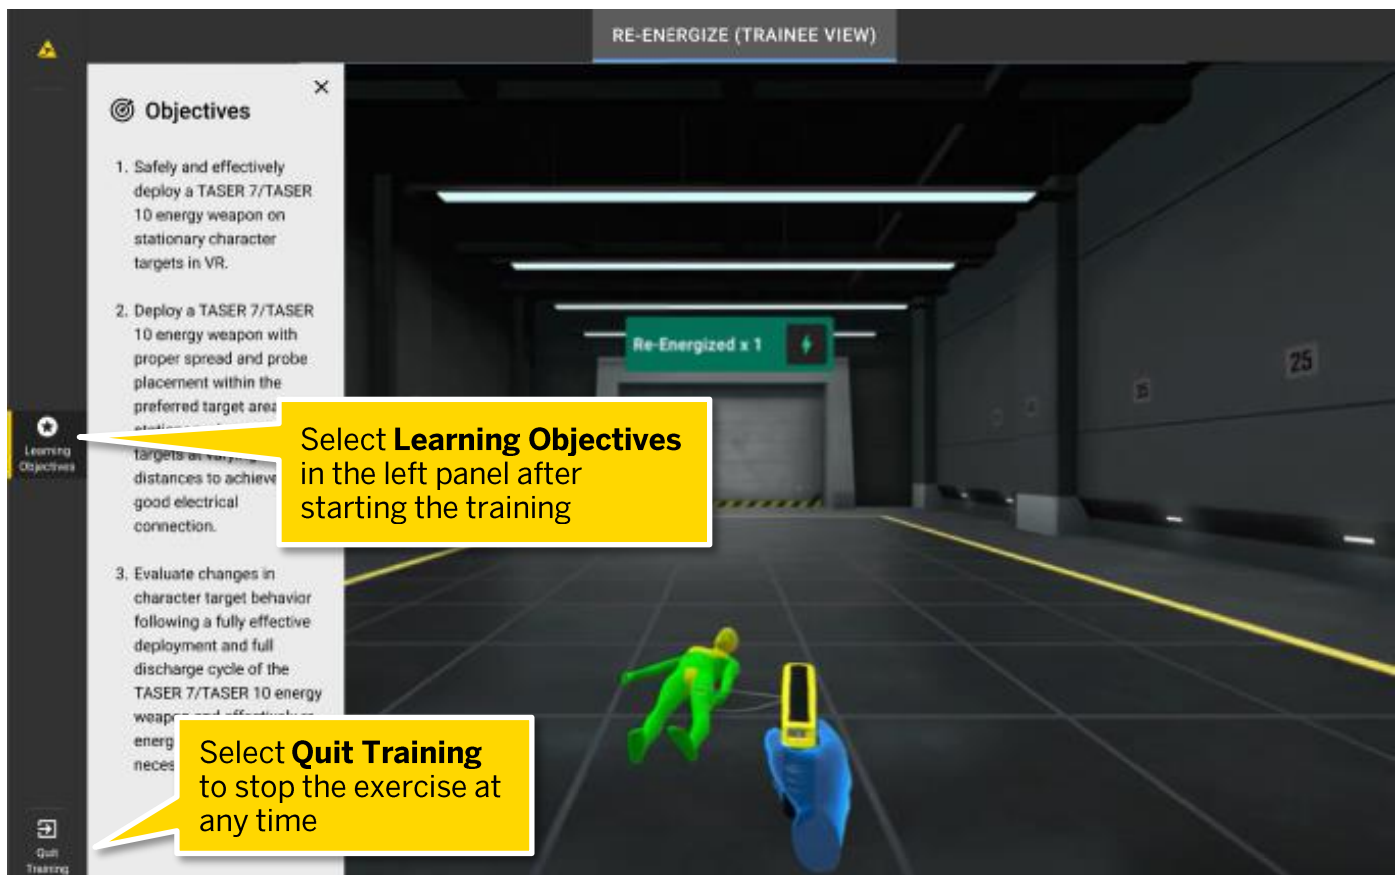 RE-ENERGIZE (TRAINEE VIEW)
Objectives
1. Safely and effectively
deploy a TASER 7/TASER
10 energy weapon on
stationary character
targets in VR.
2. Deploy a TASER 7/TASER
10 energy weapon with
proper spread and probe
placement within the
preferred target area
targets at varying
distances to achieve
good electrical
connection.
3. Evaluate changes in
character target behavior
following a fully effective
deployment and full
discharge cycle of the
TASER 7/TASER 10 energy
Learning
Objectives
Quit
Training
Select Learning Objectives
in the left panel after
starting the training
Select Quit Training
to stop the exercise at
any time
Re-Energized x 1
25